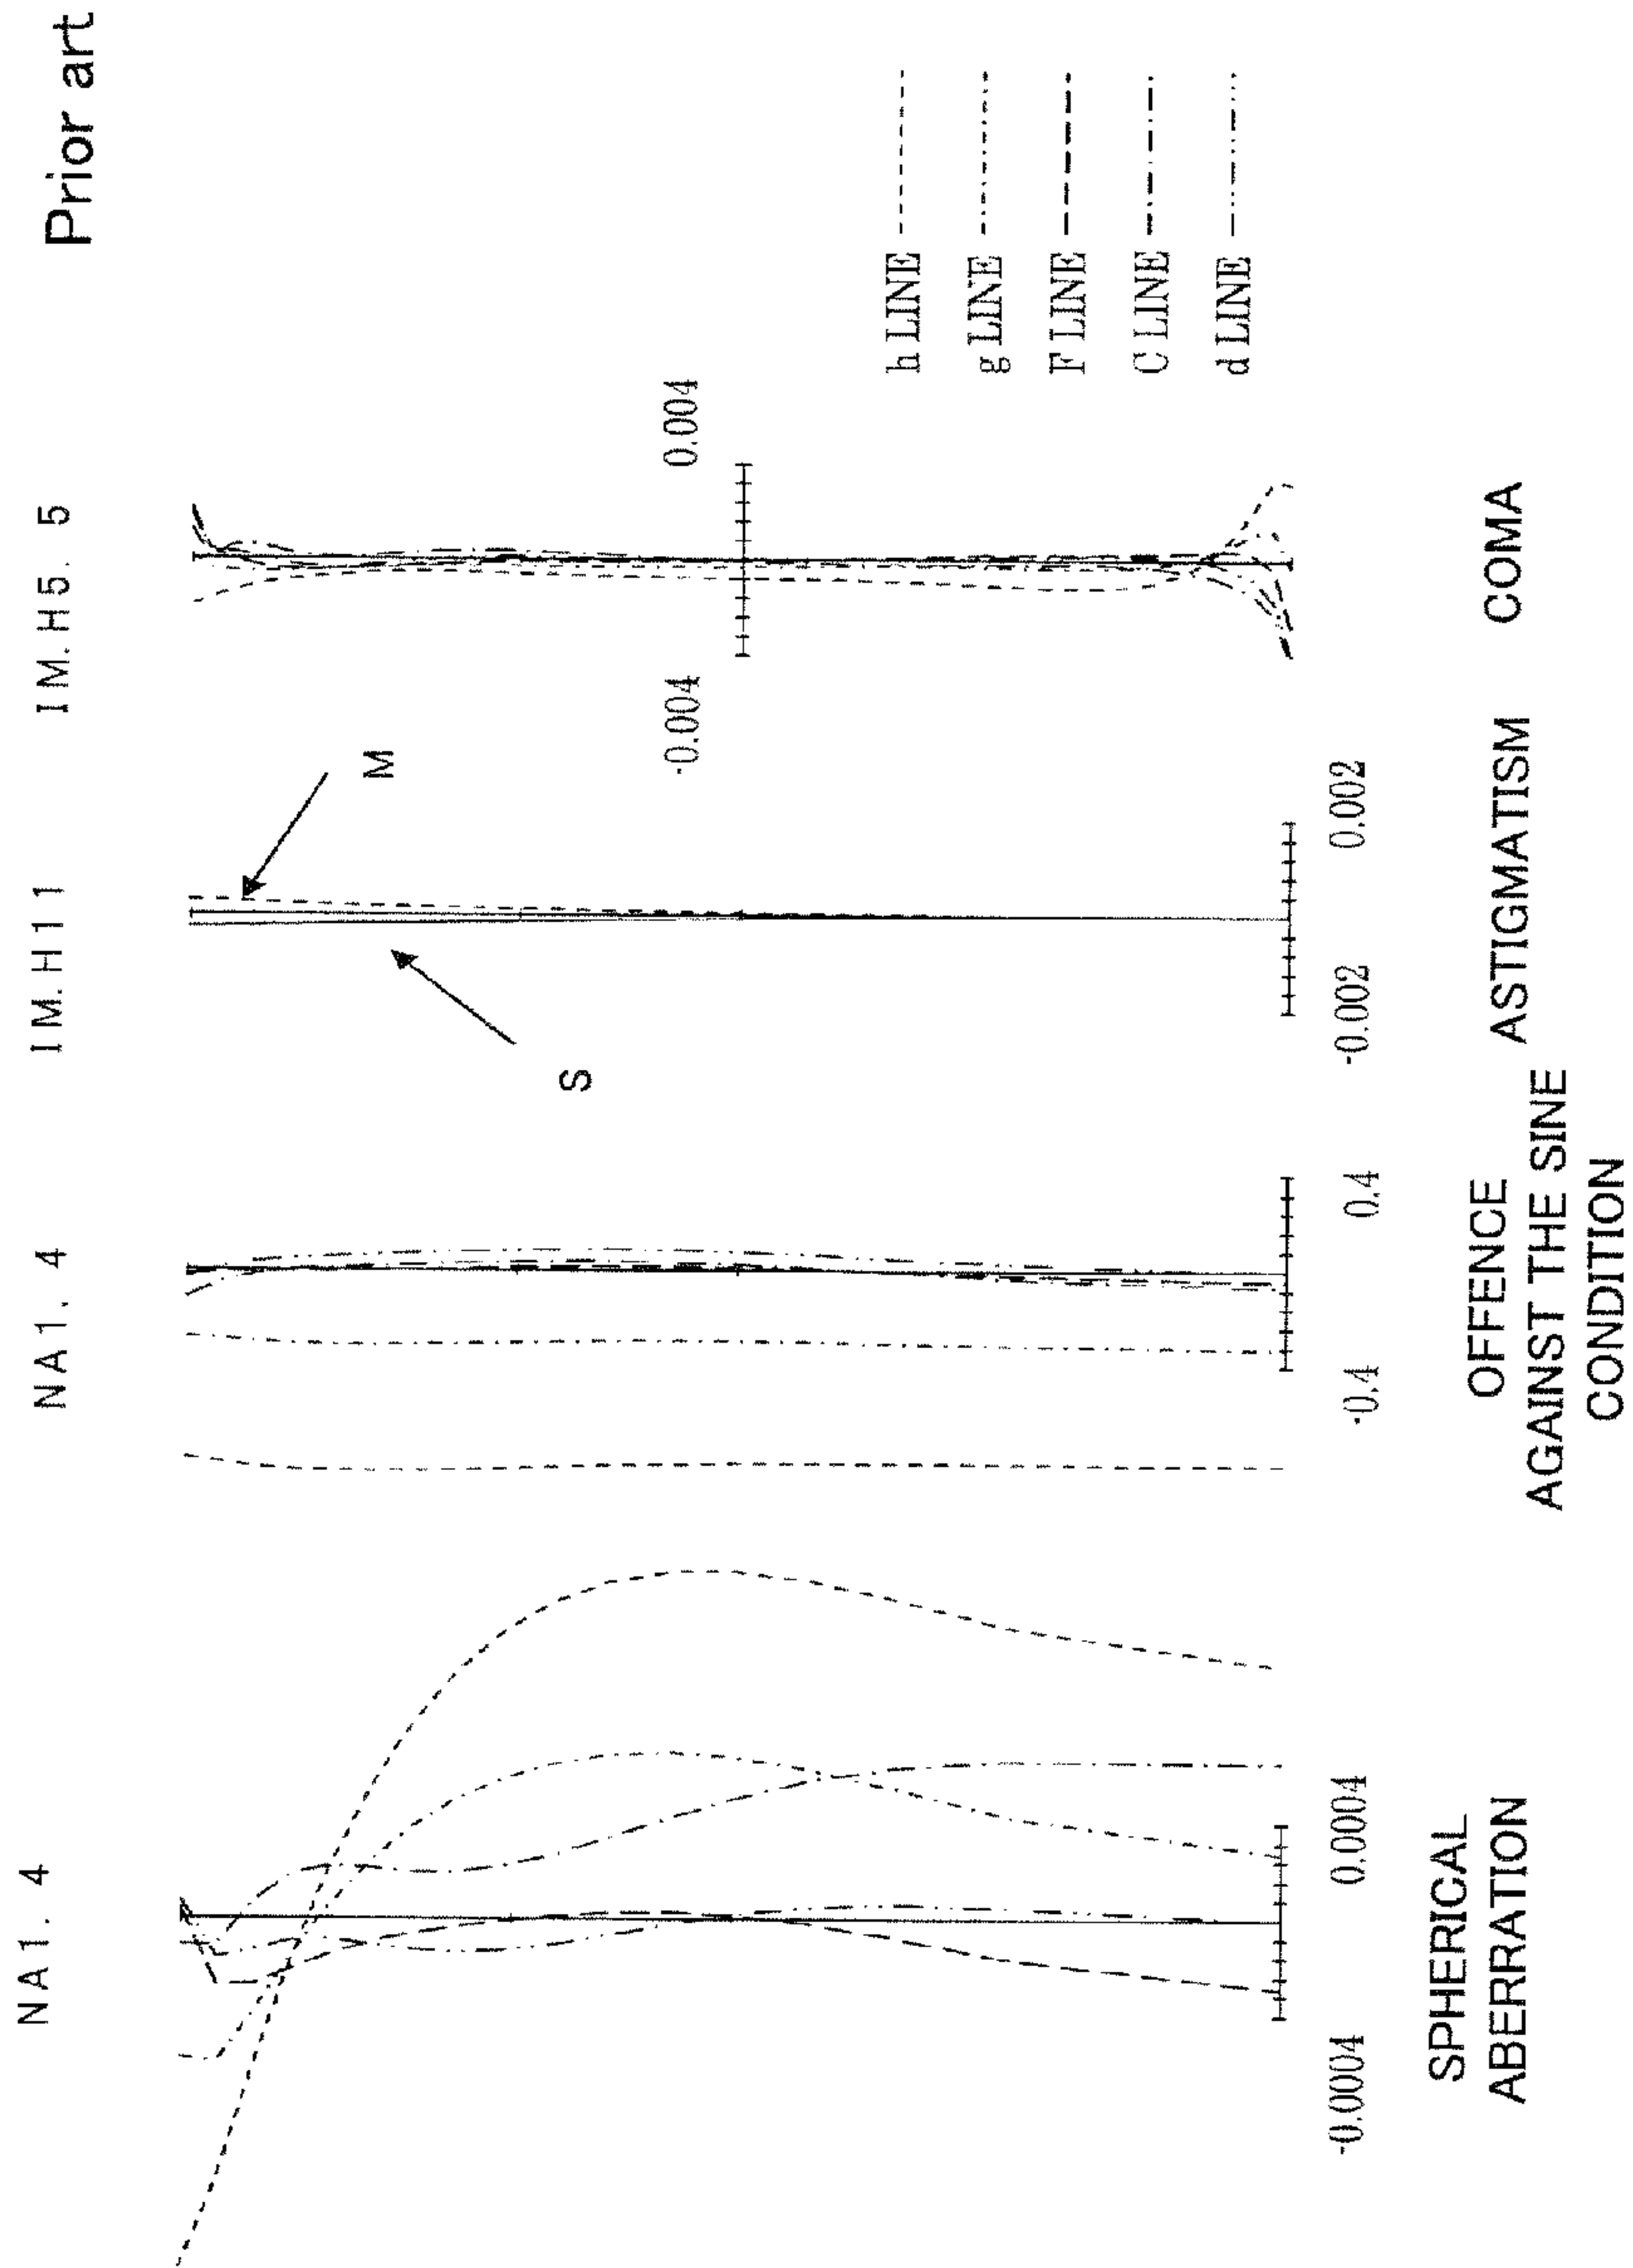 Prior art
NA1. 4
NA1. 4
IM.H11
IM.H5. 5
S
M
-0.004
0.004
-0.0004
0.0004
-0.4
0.4
-0.002
0.002
SPHERICAL
ABERRATION
OFFENCE
AGAINST THE SINE
CONDITION
ASTIGMATISM
COMA
h LINE
g LINE
F LINE
C LINE
d LINE